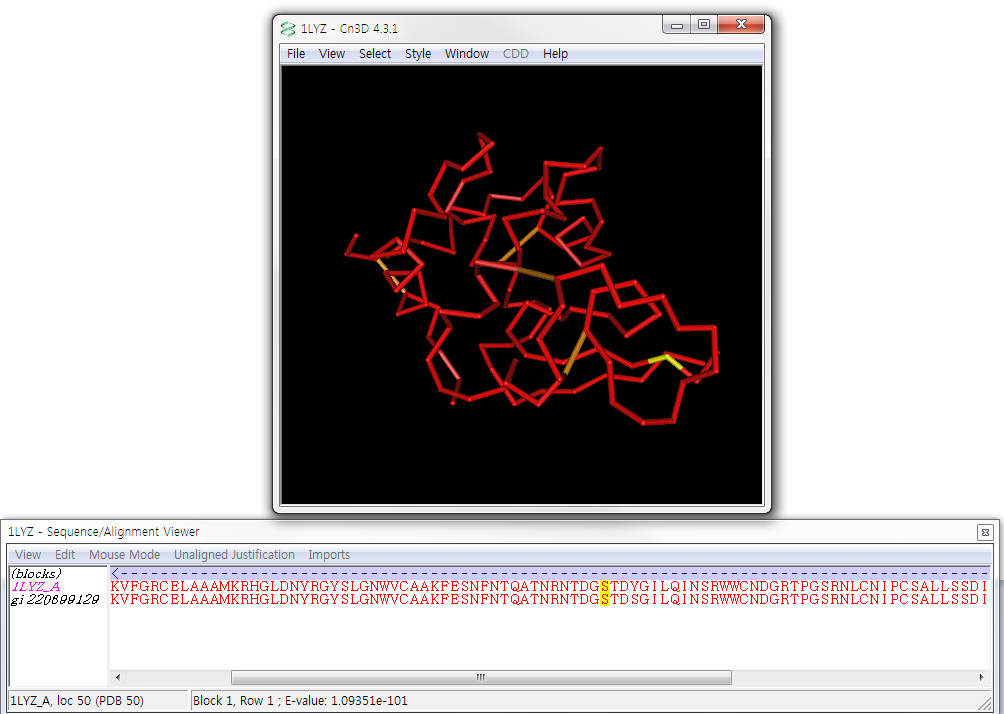 1LYZ - Cn3D 4.3.1
File View Select Style Window CDD Help
1LYZ - Sequence/Alignment Viewer
View Edit Mouse Mode Unaligned Justification Imports
(blocks)
1LYZ_A KVFGRCELAAAMKRHGLDNYRGYSLGNWVCAAKFESNFNTQATNRNTDGSTDYGILQINSRWWCNDGRTPGSRNLCNIPCSALLSSDI
gi 220699129 KVFGRCELAAAMKRHGLDNYRGYSLGNWVCAAKFESNFNTQATNRNTDGSTDSGILQINSRWWCNDGRTPGSRNLCNIPCSALLSSDI
1LYZ_A, loc 50 (PDB 50) Block 1, Row 1 ; E-value: 1.09351e-101